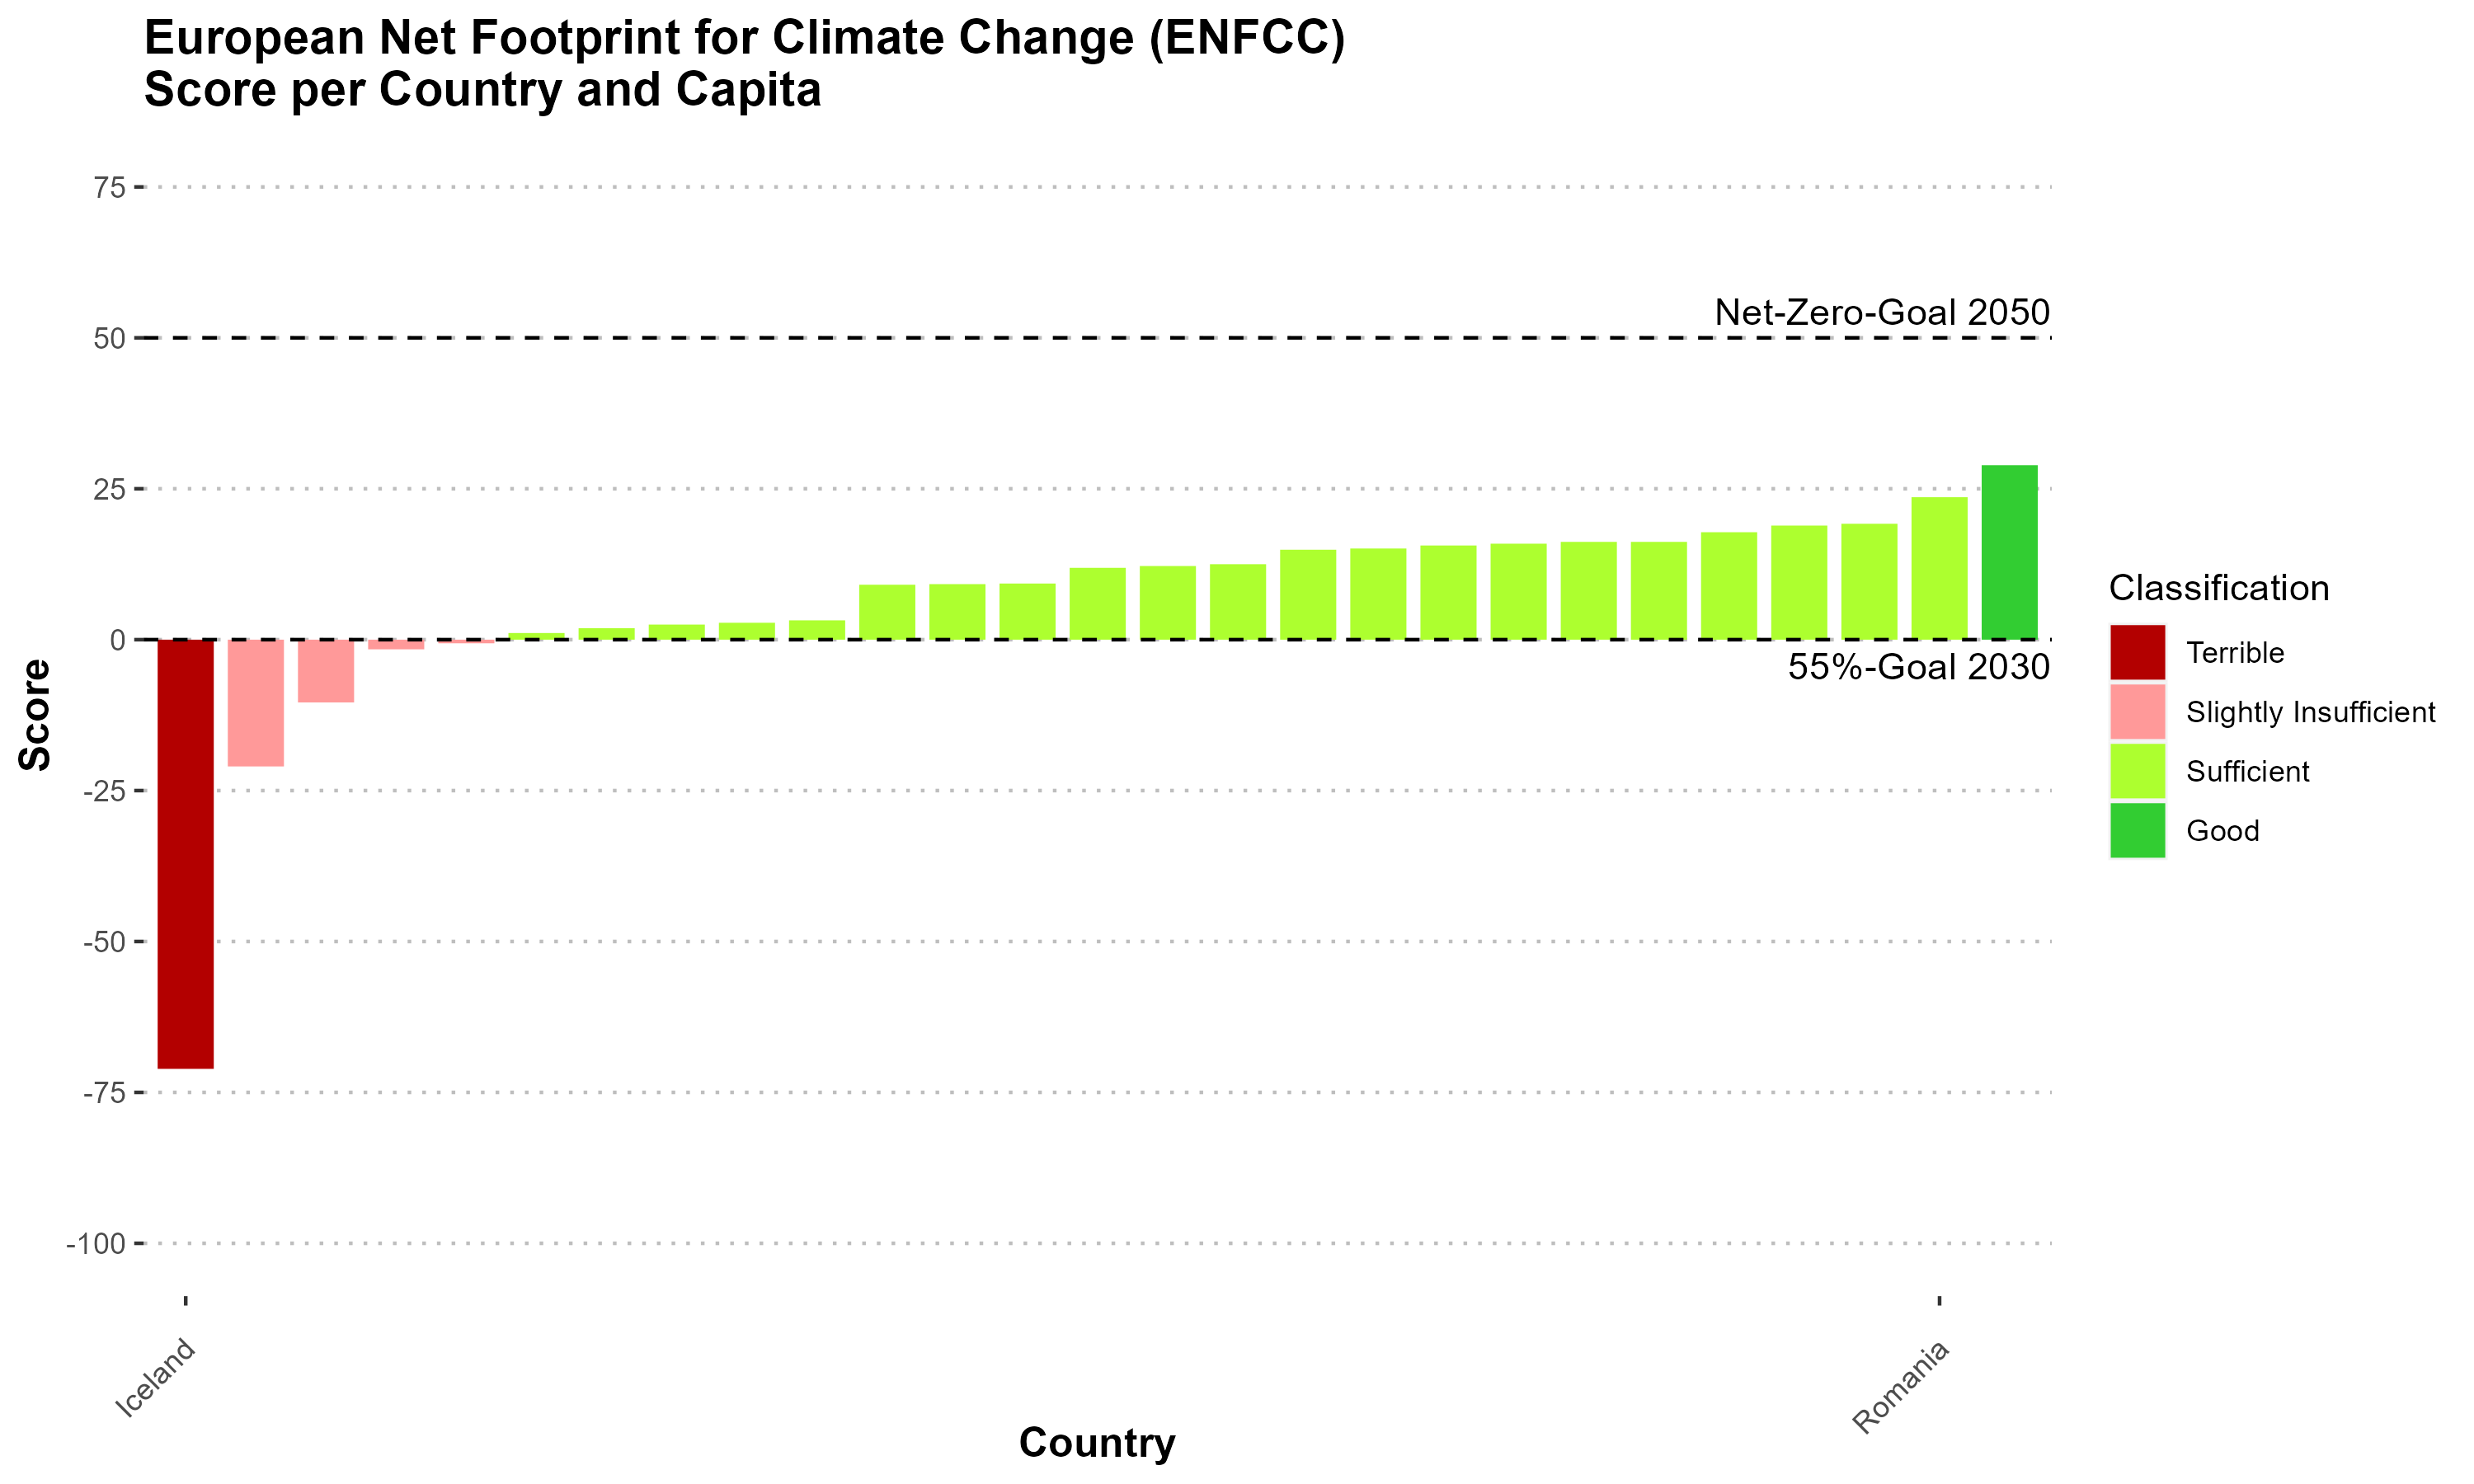 European Net Footprint for Climate Change (ENFCC)
Score per Country and Capita
75
Net-Zero-Goal 2050
50
25
0
55%-Goal 2030
-25
-50
-75
-100
Score
Iceland
Romania
Country
Classification
Terrible
Slightly Insufficient
Sufficient
Good